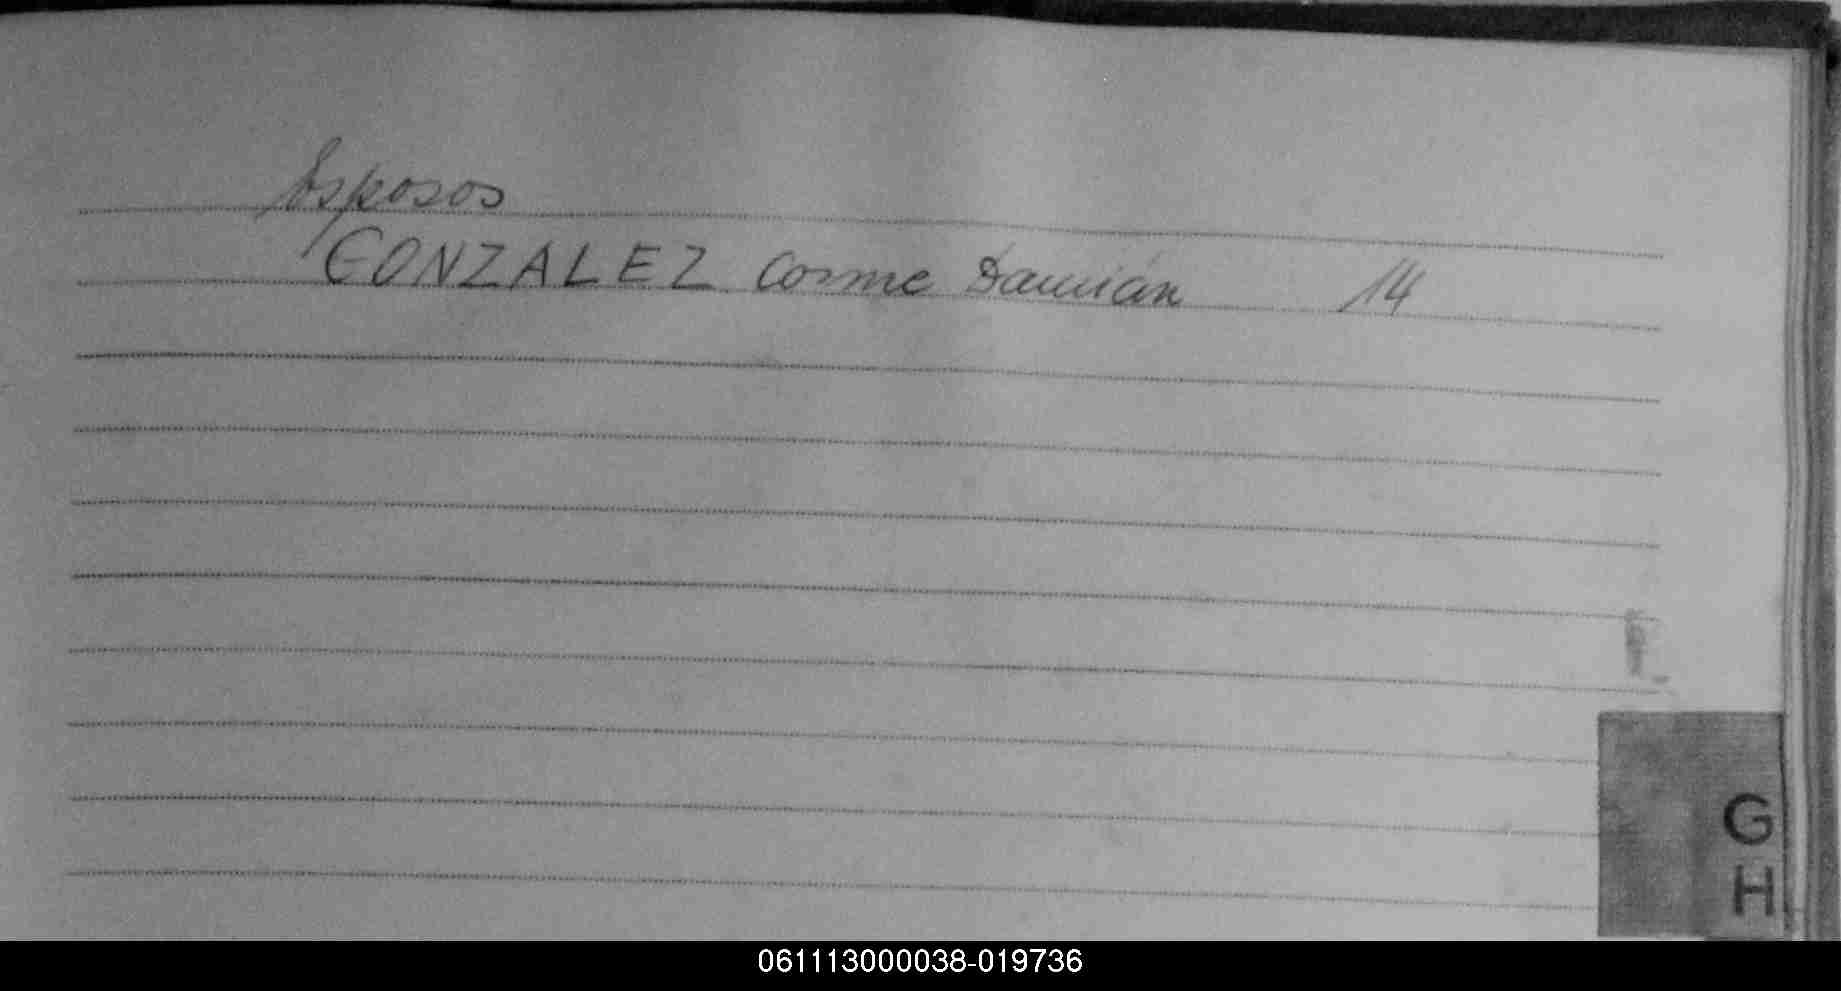 Esposos
GONZALEZ Cosme Damián 14
G
H
061113000038-019736